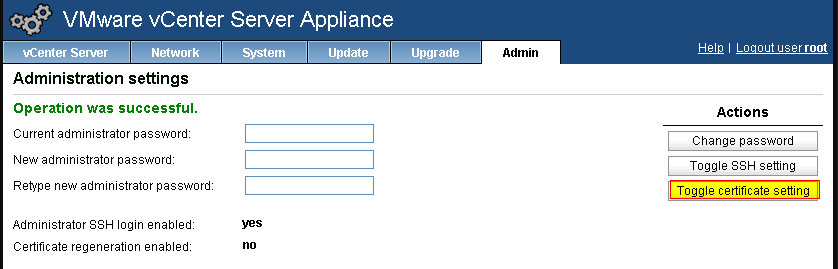 VMware vCenter Server Appliance
vCenter Server Network System Update Upgrade Admin
Help | Logout user root
Administration settings
Operation was successful.
Current administrator password:
New administrator password:
Retype new administrator password:
Administrator SSH login enabled: yes
Certificate regeneration enabled: no
Actions
Change password
Toggle SSH setting
Toggle certificate setting